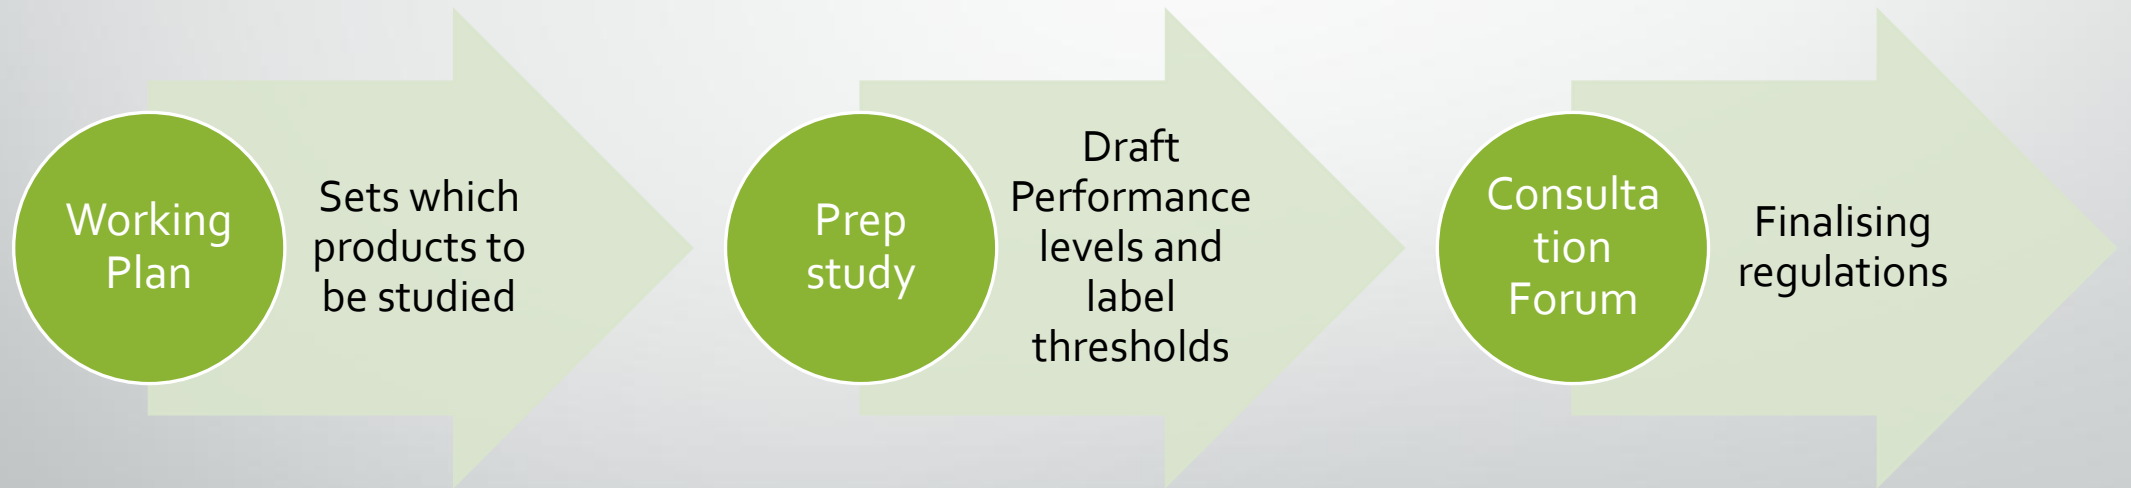 Working
Plan
Sets which
products to
be studied
Prep
study
Draft
Performance
levels and
label
thresholds
Consulta
tion
Forum
Finalising
regulations